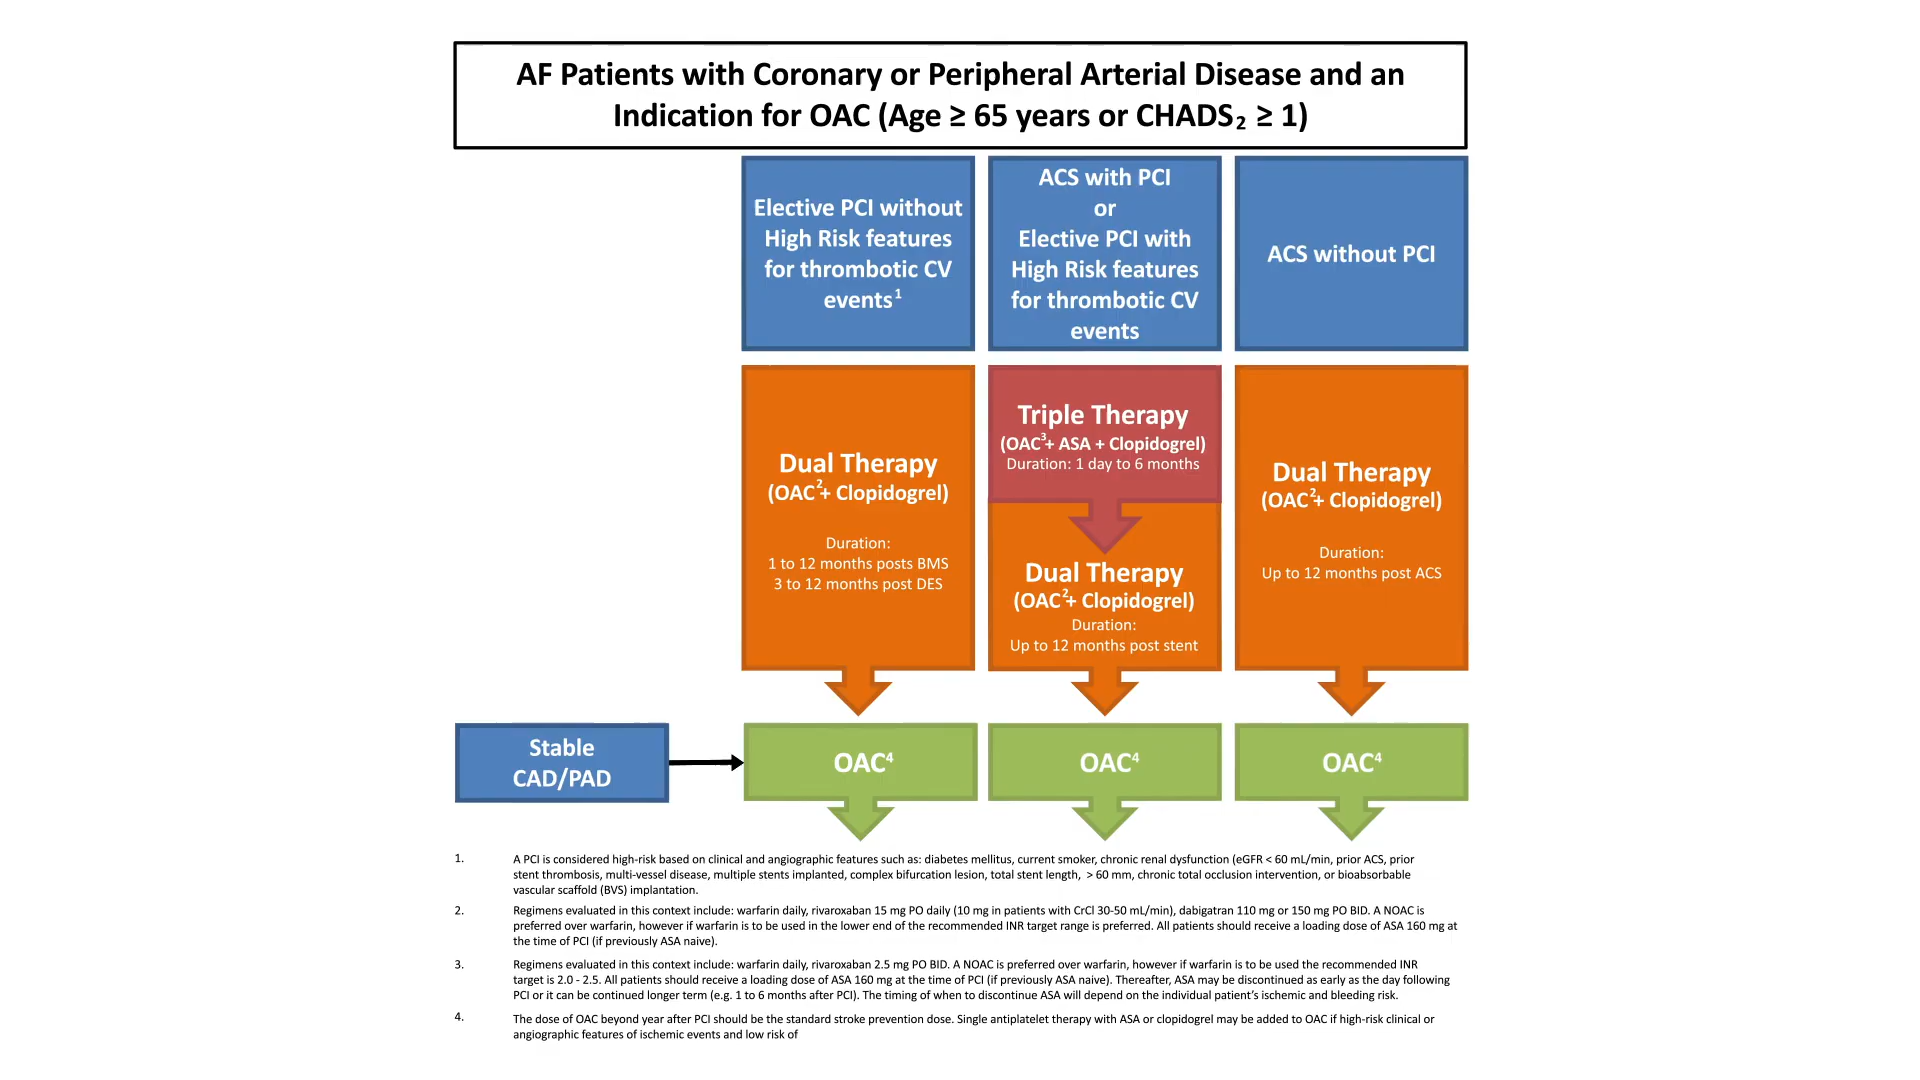 AF Patients with Coronary or Peripheral Arterial Disease and an
Indication for OAC (Age ≥ 65 years or CHADS₂ ≥ 1)
Elective PCI without
High Risk features
for thrombotic CV
events¹
ACS with PCI
or
Elective PCI with
High Risk features
for thrombotic CV
events
ACS without PCI
Dual Therapy
(OAC²+ Clopidogrel)
Duration:
1 to 12 months posts BMS
3 to 12 months post DES
Triple Therapy
(OAC³+ ASA + Clopidogrel)
Duration: 1 day to 6 months
Dual Therapy
(OAC²+ Clopidogrel)
Duration:
Up to 12 months post stent
Dual Therapy
(OAC²+ Clopidogrel)
Duration:
Up to 12 months post ACS
Stable
CAD/PAD
OAC⁴
OAC⁴
OAC⁴
1. A PCI is considered high-risk based on clinical and angiographic features such as: diabetes mellitus, current smoker, chronic renal dysfunction (eGFR < 60 mL/min, prior ACS, prior
stent thrombosis, multi-vessel disease, multiple stents implanted, complex bifurcation lesion, total stent length, > 60 mm, chronic total occlusion intervention, or bioabsorbable
vascular scaffold (BVS) implantation.
2. Regimens evaluated in this context include: warfarin daily, rivaroxaban 15 mg PO daily (10 mg in patients with CrCl 30-50 mL/min), dabigatran 110 mg or 150 mg PO BID. A NOAC is
preferred over warfarin, however if warfarin is to be used in the lower end of the recommended INR target range is preferred. All patients should receive a loading dose of ASA 160 mg at
the time of PCI (if previously ASA naive).
3. Regimens evaluated in this context include: warfarin daily, rivaroxaban 2.5 mg PO BID. A NOAC is preferred over warfarin, however if warfarin is to be used the recommended INR
target is 2.0 - 2.5. All patients should receive a loading dose of ASA 160 mg at the time of PCI (if previously ASA naive). Thereafter, ASA may be discontinued as early as the day following
PCI or it can be continued longer term (e.g. 1 to 6 months after PCI). The timing of when to discontinue ASA will depend on the individual patient's ischemic and bleeding risk.
4. The dose of OAC beyond year after PCI should be the standard stroke prevention dose. Single antiplatelet therapy with ASA or clopidogrel may be added to OAC if high-risk clinical or
angiographic features of ischemic events and low risk of